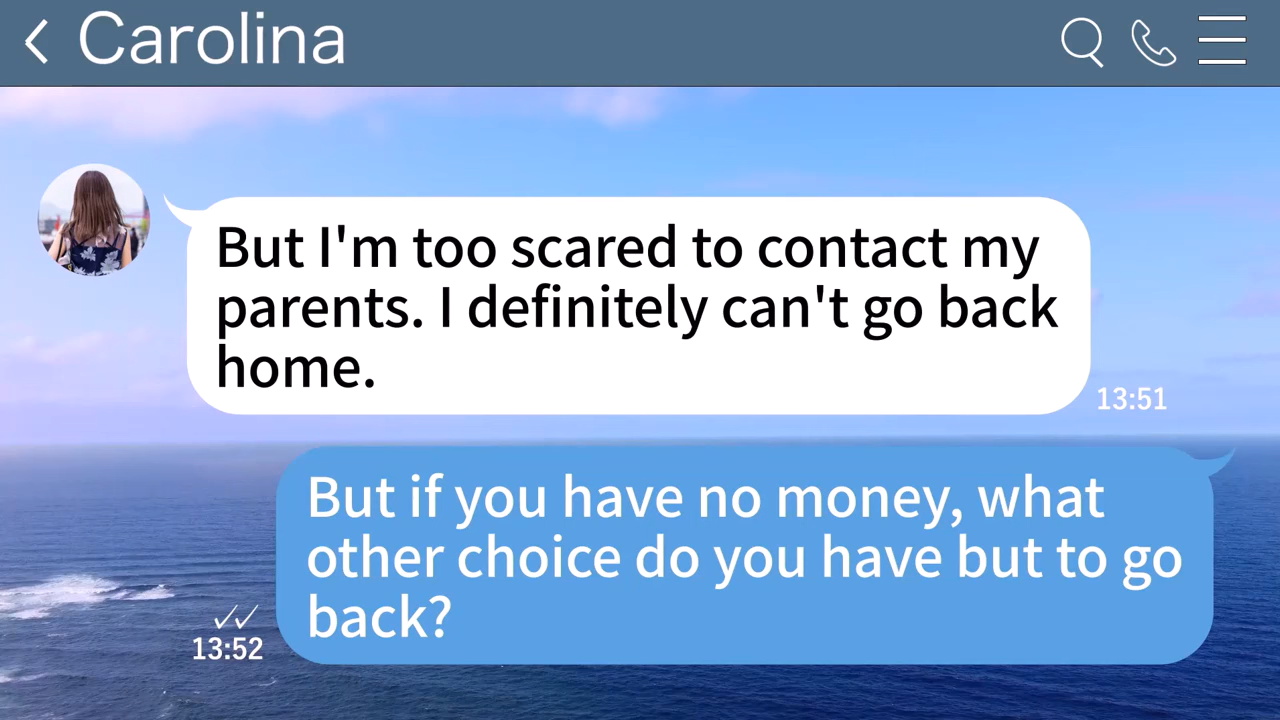 Carolina
But I'm too scared to contact my
parents. I definitely can't go back
home.
13:51
But if you have no money, what
other choice do you have but to go
back?
13:52